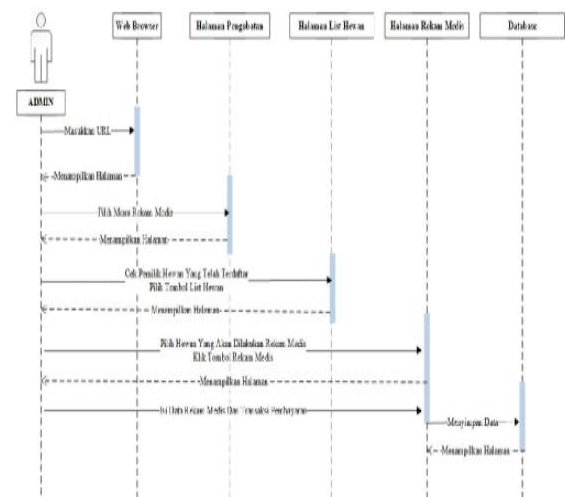 Web Browser
Halaman Pengobatan
Halaman List Hewan
Halaman Rekam Medis
Database
ADMIN
Masukkan URL
Menampilkan Halaman
Pilih Menu Rekam Medis
Menampilkan Halaman
Cek Pemilik Hewan Yang Telah Terdaftar
Pilih Tombol List Hewan
Menampilkan Halaman
Pilih Hewan Yang Akan Dilakukan Rekam Medis
Klik Tombol Rekam Medis
Menampilkan Halaman
Isi Data Rekam Medis Dan Transaksi Pembayaran
Menyimpan Data
Menampilkan Halaman